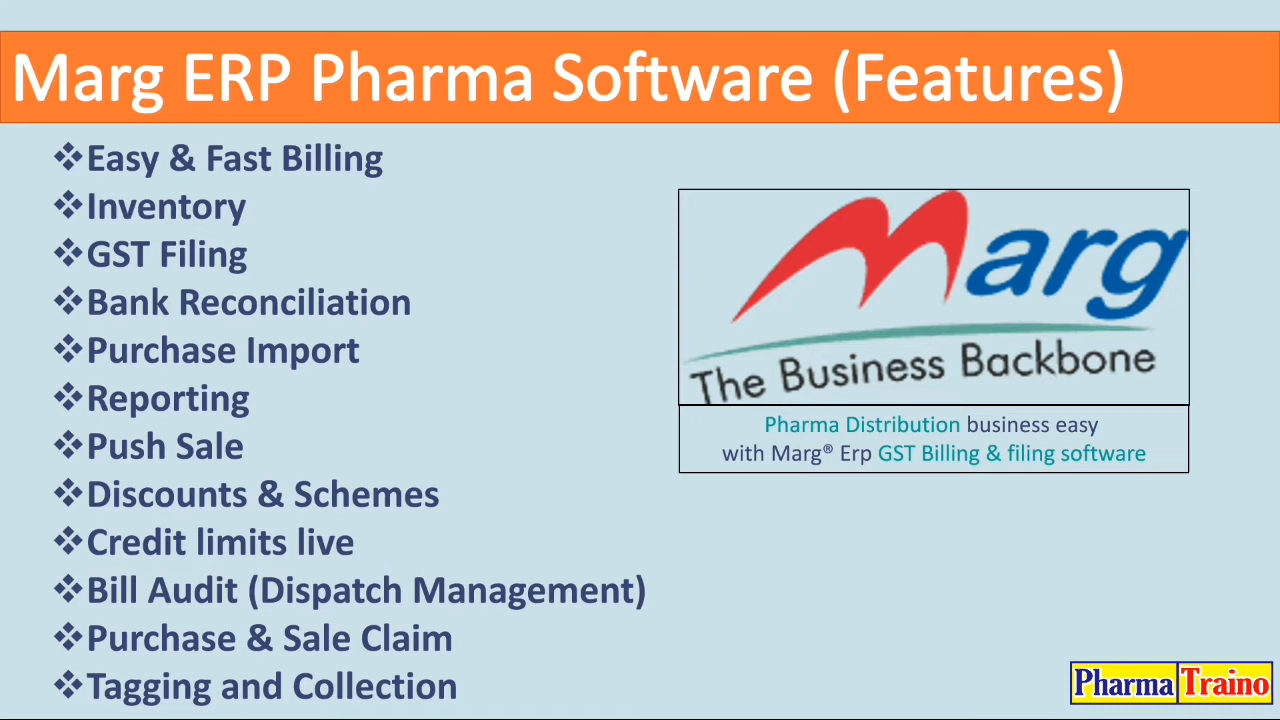 Marg ERP Pharma Software (Features)
❖Easy & Fast Billing
❖Inventory
❖GST Filing
❖Bank Reconciliation
❖Purchase Import
❖Reporting
❖Push Sale
❖Discounts & Schemes
❖Credit limits live
❖Bill Audit (Dispatch Management)
❖Purchase & Sale Claim
❖Tagging and Collection
Marg
The Business Backbone
Pharma Distribution business easy
with Marg® Erp GST Billing & filing software
Pharma Traino